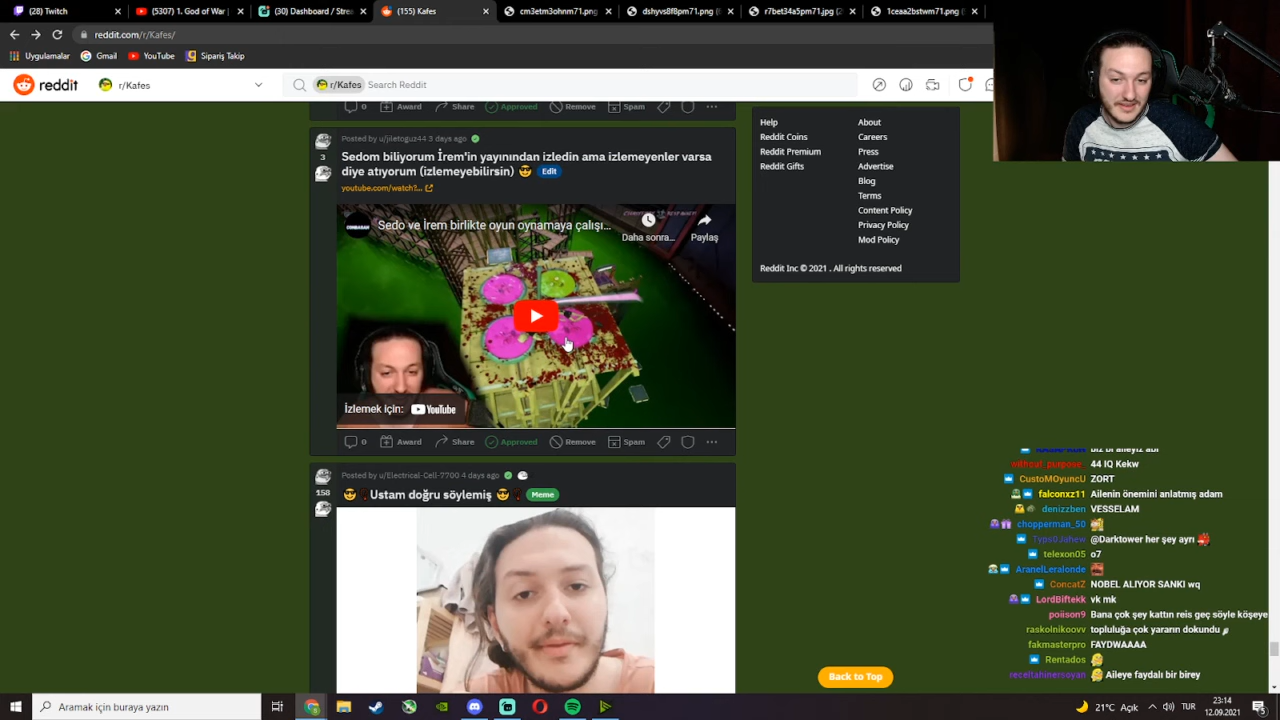 (28) Twitch
(5307) 1. God of War
(30) Dashboard / Strea
(155) Kafes
cm3etm3ohnm71.png
dshyvs8f8pm71.png (
r7bet34a5pm71.jpg (2
1ceaa2bstwm71.png (
reddit.com/r/Kafes/
Uygulamalar
Gmail
YouTube
Sipariş Takip
reddit
r/Kafes
r/Kafes
Search Reddit
0 Award Share Approved Remove Spam
Posted by u/jiletoguz44 3 days ago
3
Sedom biliyorum İrem'in yayınından izledin ama izlemeyenler varsa
diye atıyorum (izlemeyebilirsin) 😎 Edit
youtube.com/watch?...
Sedo ve İrem birlikte oyun oynamaya çalışı...
Daha sonra...
Paylaş
İzlemek için: YouTube
0 Award Share Approved Remove Spam
Posted by u/Electrical-Cell-7700 4 days ago
158
😎 Ustam doğru söylemiş 😎 Meme
Help
Reddit Coins
Reddit Premium
Reddit Gifts
About
Careers
Press
Advertise
Blog
Terms
Content Policy
Privacy Policy
Mod Policy
Reddit Inc © 2021 . All rights reserved
Back to Top
biz bi aileyiz abi
44 IQ Kekw
CustoMOyuncU ZORT
falconxz11 Ailenin önemini anlatmış adam
denizzben VESSELAM
chopperman_50
Typs0Jahew @Darktower her şey ayrı
telexon05 o7
AranelLeralonde
ConcatZ NOBEL ALIYOR SANKI wq
LordBiftekk vk mk
poiison9 Bana çok şey kattın reis geç söyle köşeye
raskolnikoovv topluluğa çok yararın dokundu
fakmasterpro FAYDWAAAA
Rentados
Aileye faydalı bir birey
Aramak için buraya yazın
21°C Açık
TUR
23:14
12.09.2021